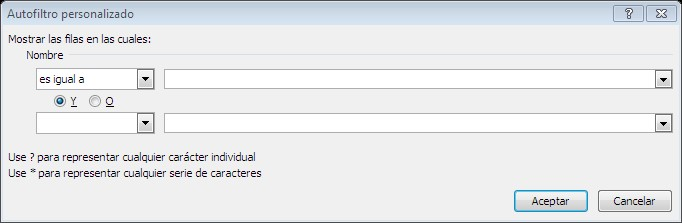 Autofiltro personalizado
Mostrar las filas en las cuales:
Nombre
es igual a
Y O
Use ? para representar cualquier carácter individual
Use * para representar cualquier serie de caracteres
Aceptar Cancelar